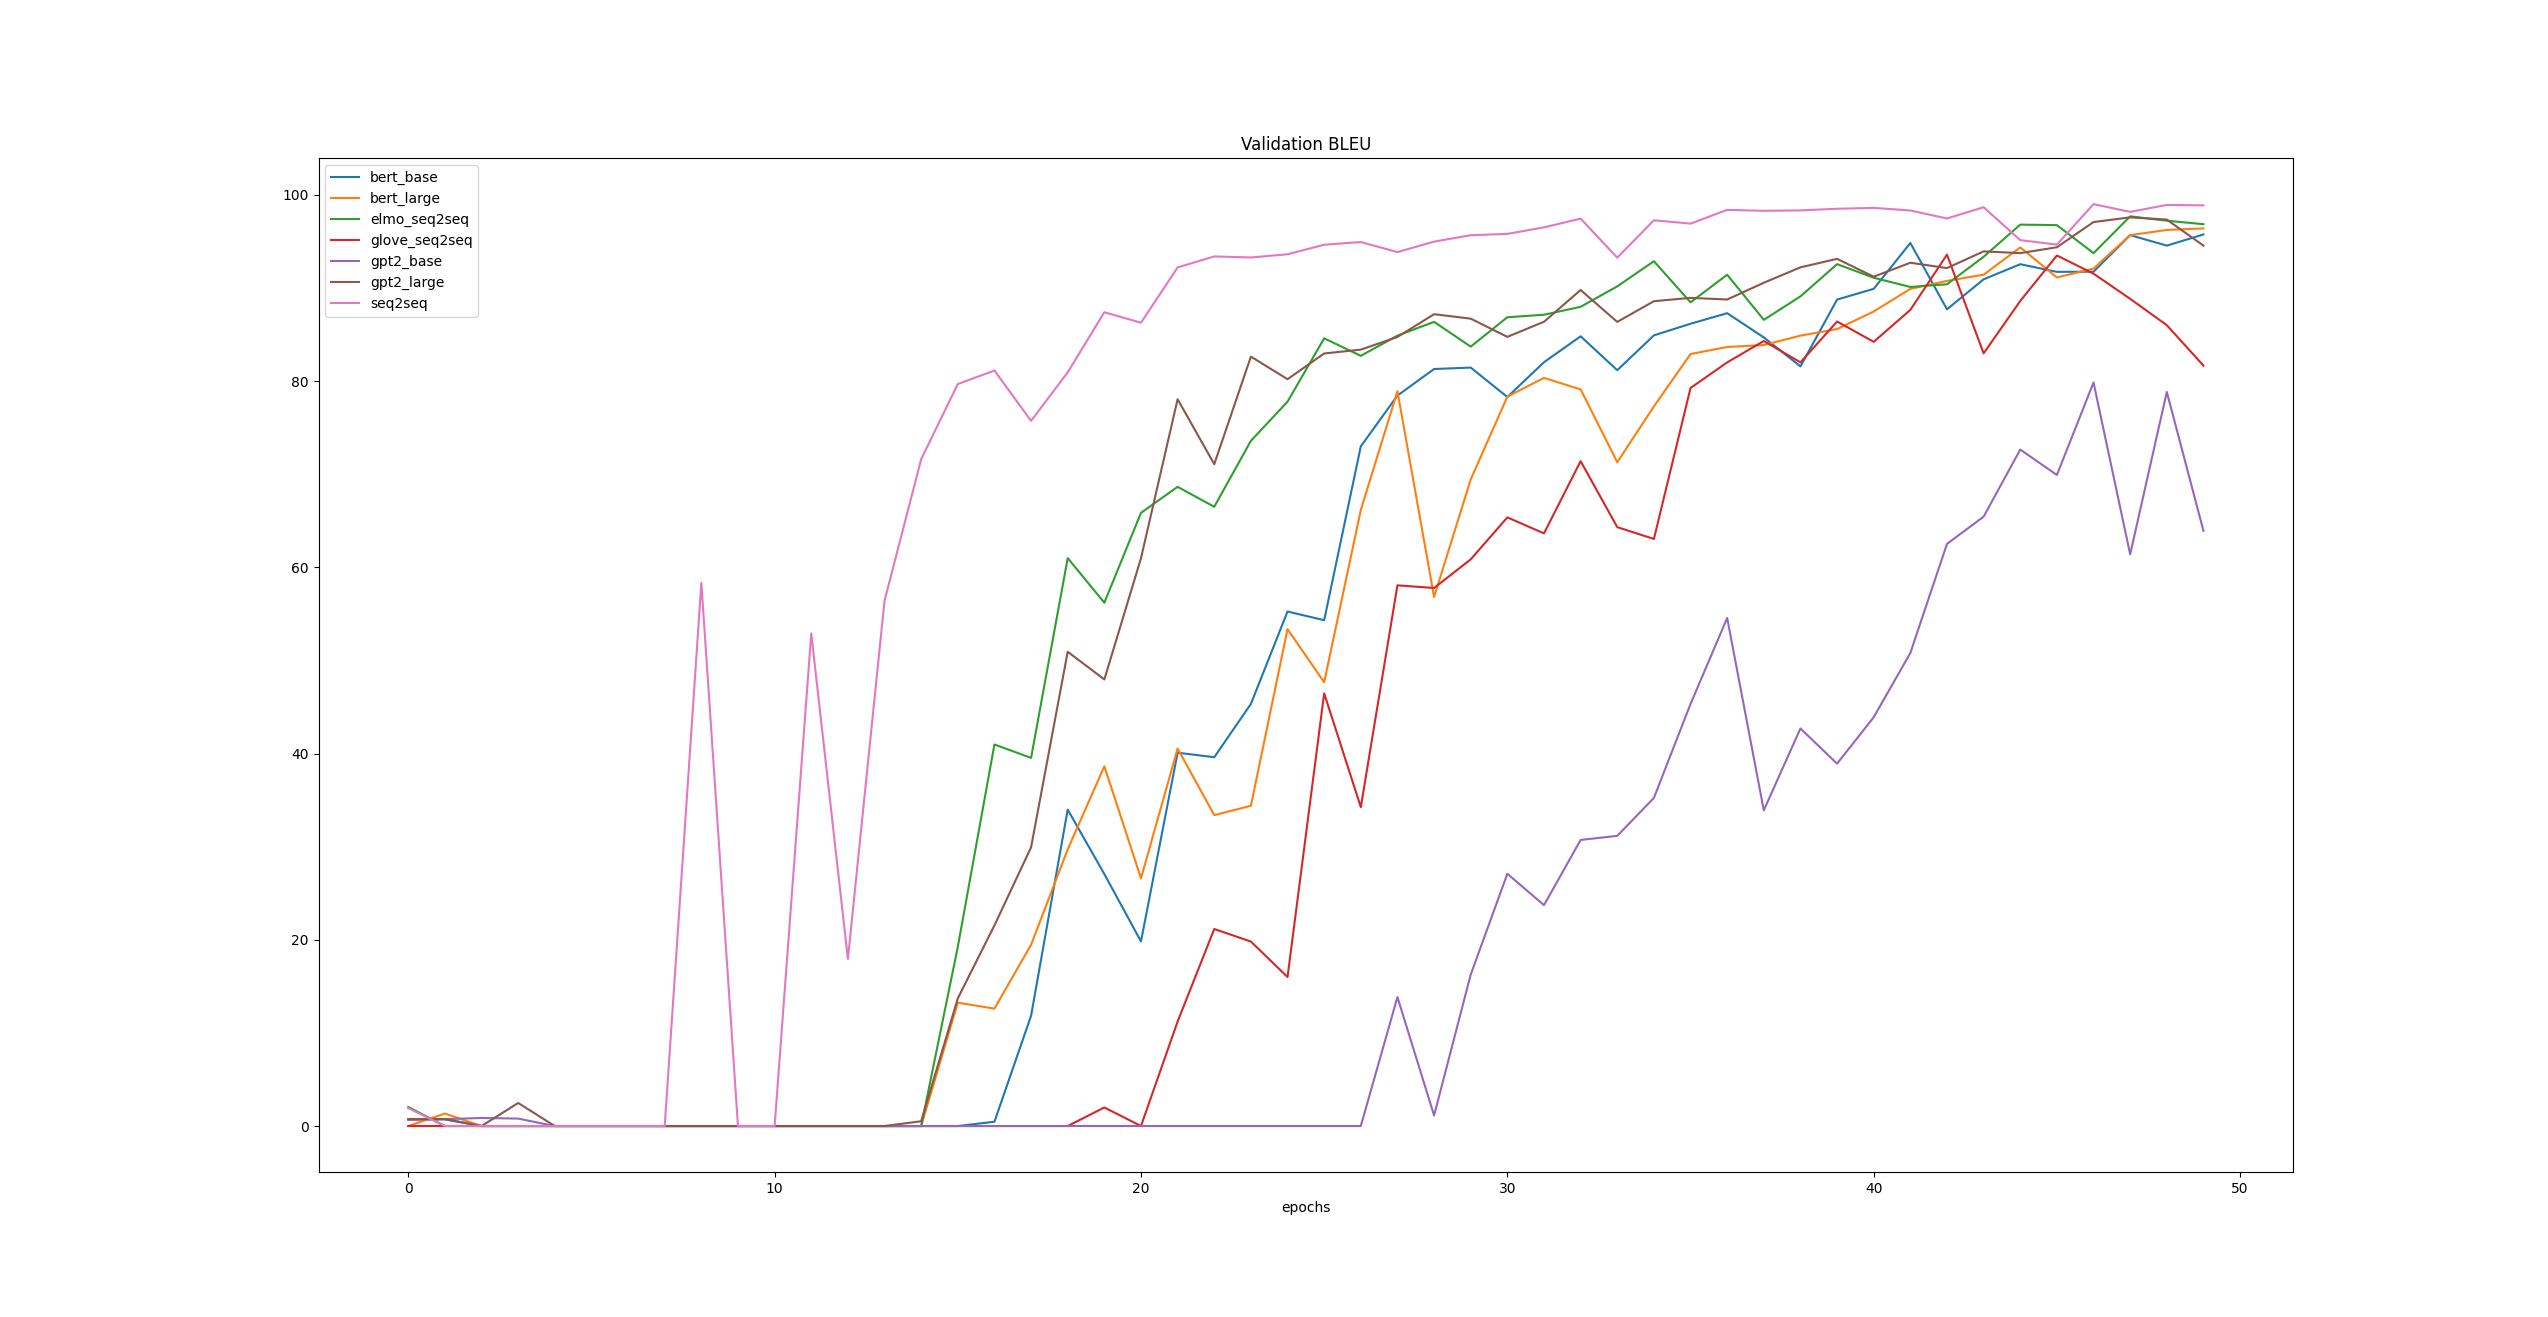 Validation BLEU
bert_base
bert_large
elmo_seq2seq
glove_seq2seq
gpt2_base
gpt2_large
seq2seq
100
80
60
40
20
0
0 10 20 30 40 50
epochs